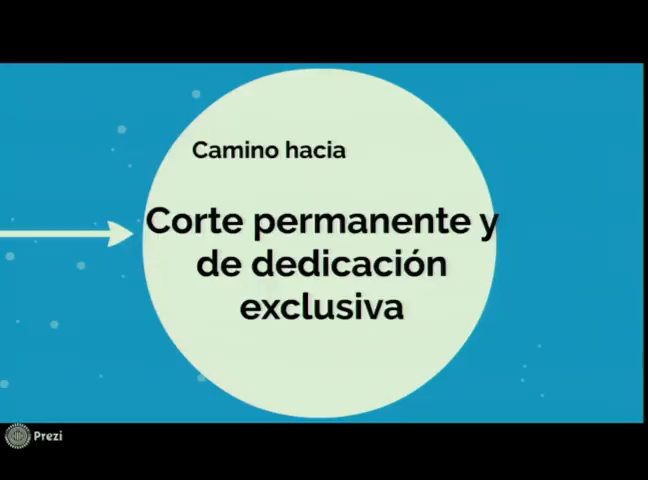 Camino hacia
Corte permanente y
de dedicación
exclusiva
Prezi